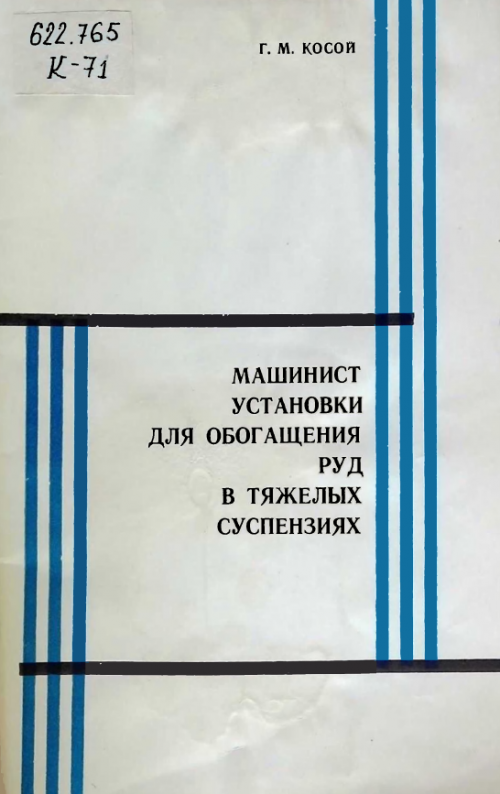 622.765
К-71
Г. М. КОСОЙ
МАШИНИСТ
УСТАНОВКИ
ДЛЯ ОБОГАЩЕНИЯ
РУД
В ТЯЖЕЛЫХ
СУСПЕНЗИЯХ